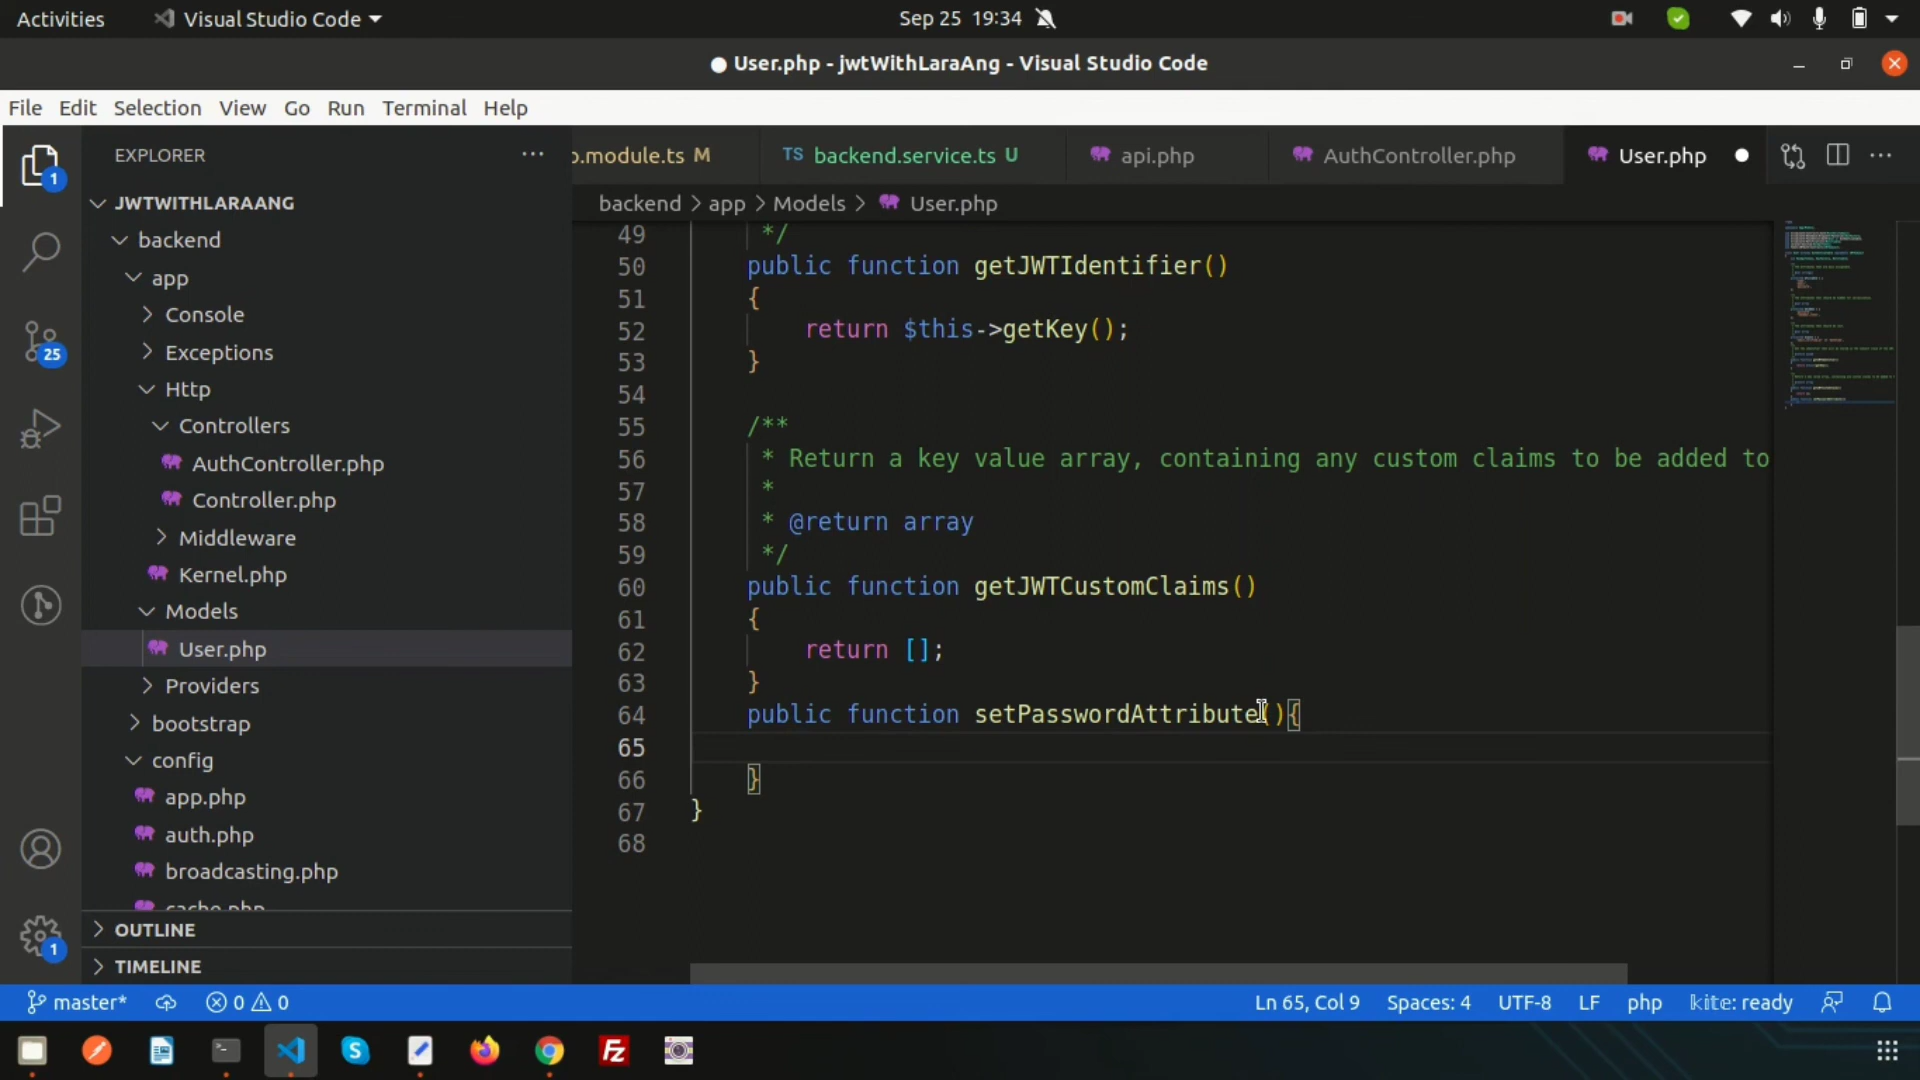 Activities
Visual Studio Code
Sep 25 19:34
User.php - jwtWithLaraAng - Visual Studio Code
File Edit Selection View Go Run Terminal Help
1
EXPLORER
JWTWITHLARAANG
backend
app
Console
Exceptions
25
Http
Controllers
AuthController.php
Controller.php
Middleware
Kernel.php
Models
User.php
Providers
bootstrap
config
app.php
auth.php
broadcasting.php
cache.php
OUTLINE
1
TIMELINE
o.module.ts M
TS backend.service.ts U
api.php
AuthController.php
User.php
backend > app > Models > User.php
49 */
50 public function getJWTIdentifier()
51 {
52 return $this->getKey();
53 }
54
55 /**
56 * Return a key value array, containing any custom claims to be added to
57 *
58 * @return array
59 */
60 public function getJWTCustomClaims()
61 {
62 return [];
63 }
64 public function setPasswordAttribute(){
65
66 }
67 }
68
master* 0 0 Ln 65, Col 9 Spaces: 4 UTF-8 LF php kite: ready